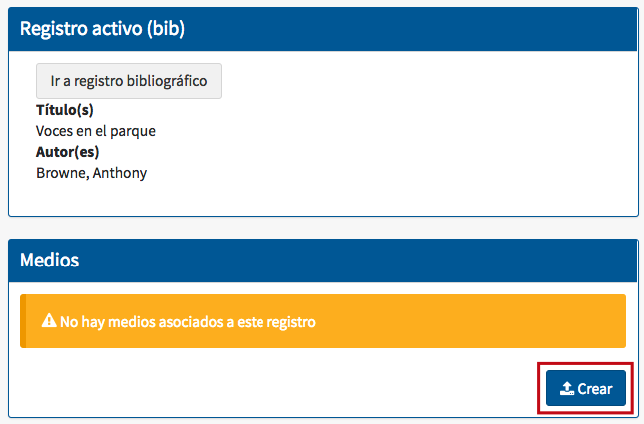 Registro activo (bib)
Ir a registro bibliográfico
Título(s)
Voces en el parque
Autor(es)
Browne, Anthony
Medios
No hay medios asociados a este registro
Crear